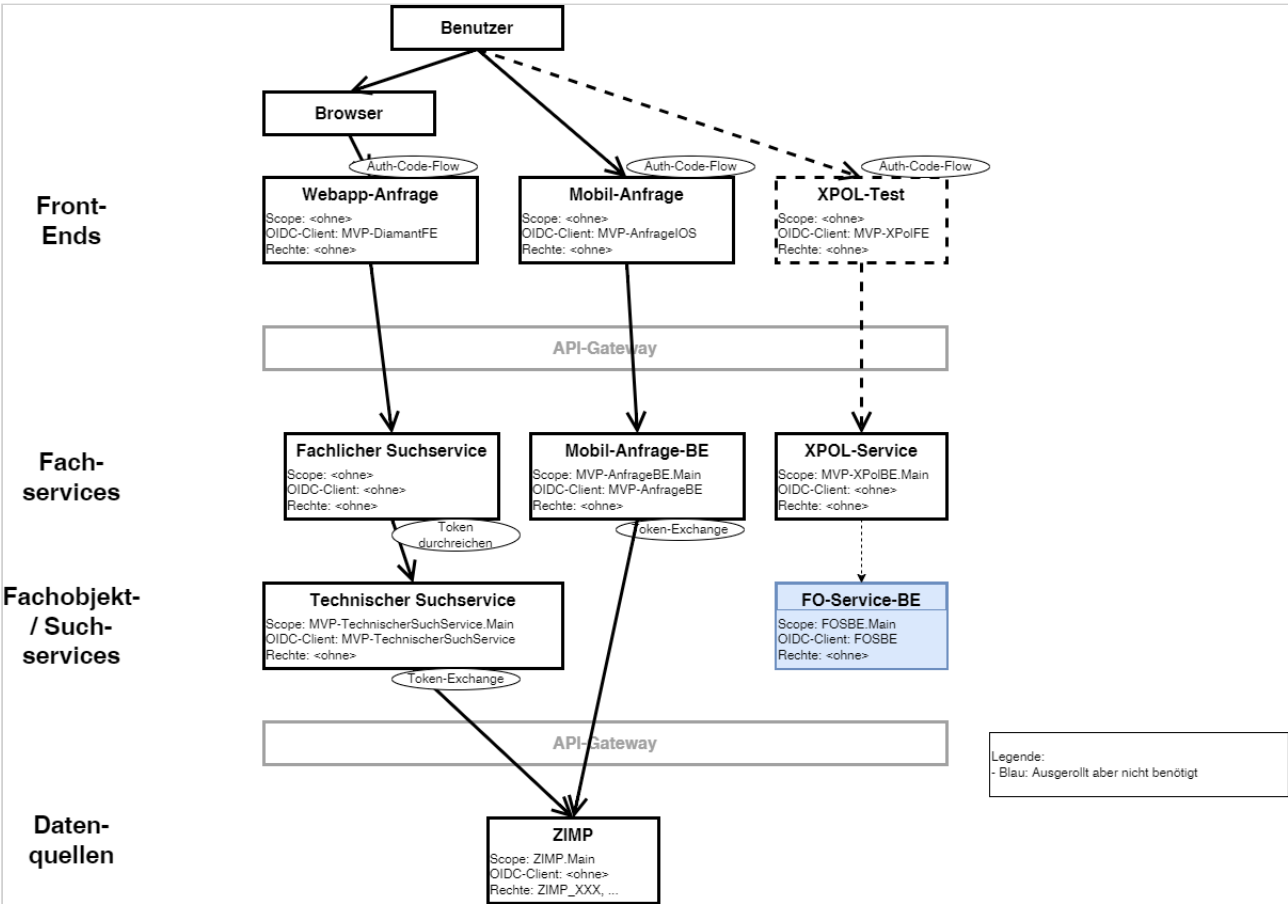 Benutzer
Browser
Auth-Code-Flow
Auth-Code-Flow
Auth-Code-Flow
Front-
Ends
Webapp-Anfrage
Scope: <ohne>
OIDC-Client: MVP-DiamantFE
Rechte: <ohne>
Mobil-Anfrage
Scope: <ohne>
OIDC-Client: MVP-AnfrageIOS
Rechte: <ohne>
XPOL-Test
Scope: <ohne>
OIDC-Client: MVP-XPolFE
Rechte: <ohne>
API-Gateway
Fach-
services
Fachlicher Suchservice
Scope: <ohne>
OIDC-Client: <ohne>
Rechte: <ohne>
Token
durchreichen
Mobil-Anfrage-BE
Scope: MVP-AnfrageBE.Main
OIDC-Client: MVP-AnfrageBE
Rechte: <ohne>
Token-Exchange
XPOL-Service
Scope: MVP-XPolBE.Main
OIDC-Client: <ohne>
Rechte: <ohne>
Fachobjekt-
/ Such-
services
Technischer Suchservice
Scope: MVP-TechnischerSuchService.Main
OIDC-Client: MVP-TechnischerSuchService
Rechte: <ohne>
Token-Exchange
FO-Service-BE
Scope: FOSBE.Main
OIDC-Client: FOSBE
Rechte: <ohne>
API-Gateway
Legende:
- Blau: Ausgerollt aber nicht benötigt
Daten-
quellen
ZIMP
Scope: ZIMP.Main
OIDC-Client: <ohne>
Rechte: ZIMP_XXX, ...